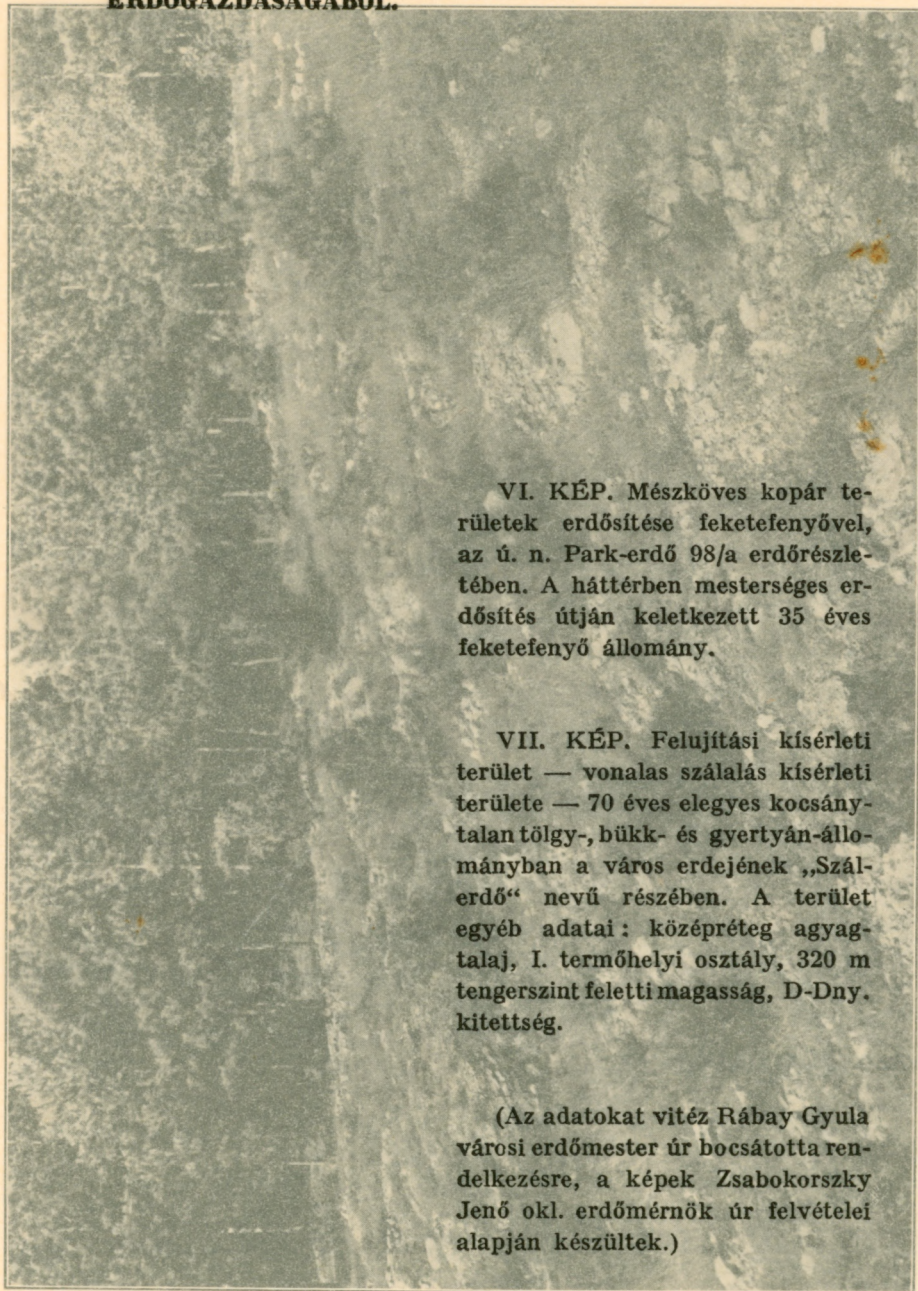 ERDŐGAZDASÁGÁBÓL.
VI. KÉP. Mészköves kopár te-
rületek erdősítése feketefenyővel,
az ú. n. Park-erdő 98/a erdőrészle-
tében. A háttérben mesterséges er-
dősítés útján keletkezett 35 éves
feketefenyő állomány.
VII. KÉP. Felujítási kísérleti
terület — vonalas szálalás kísérleti
területe — 70 éves elegyes kocsány-
talan tölgy-, bükk- és gyertyán-állo-
mányban a város erdejének „Szál-
erdő“ nevű részében. A terület
egyéb adatai : középréteg agyag-
talaj, I. termőhelyi osztály, 320 m
tengerszint feletti magasság, D-Dny.
kitettség.
(Az adatokat vitéz Rábay Gyula
városi erdőmester úr bocsátotta ren-
delkezésre, a képek Zsabokorszky
Jenő okl. erdőmérnök úr felvételei
alapján készültek.)